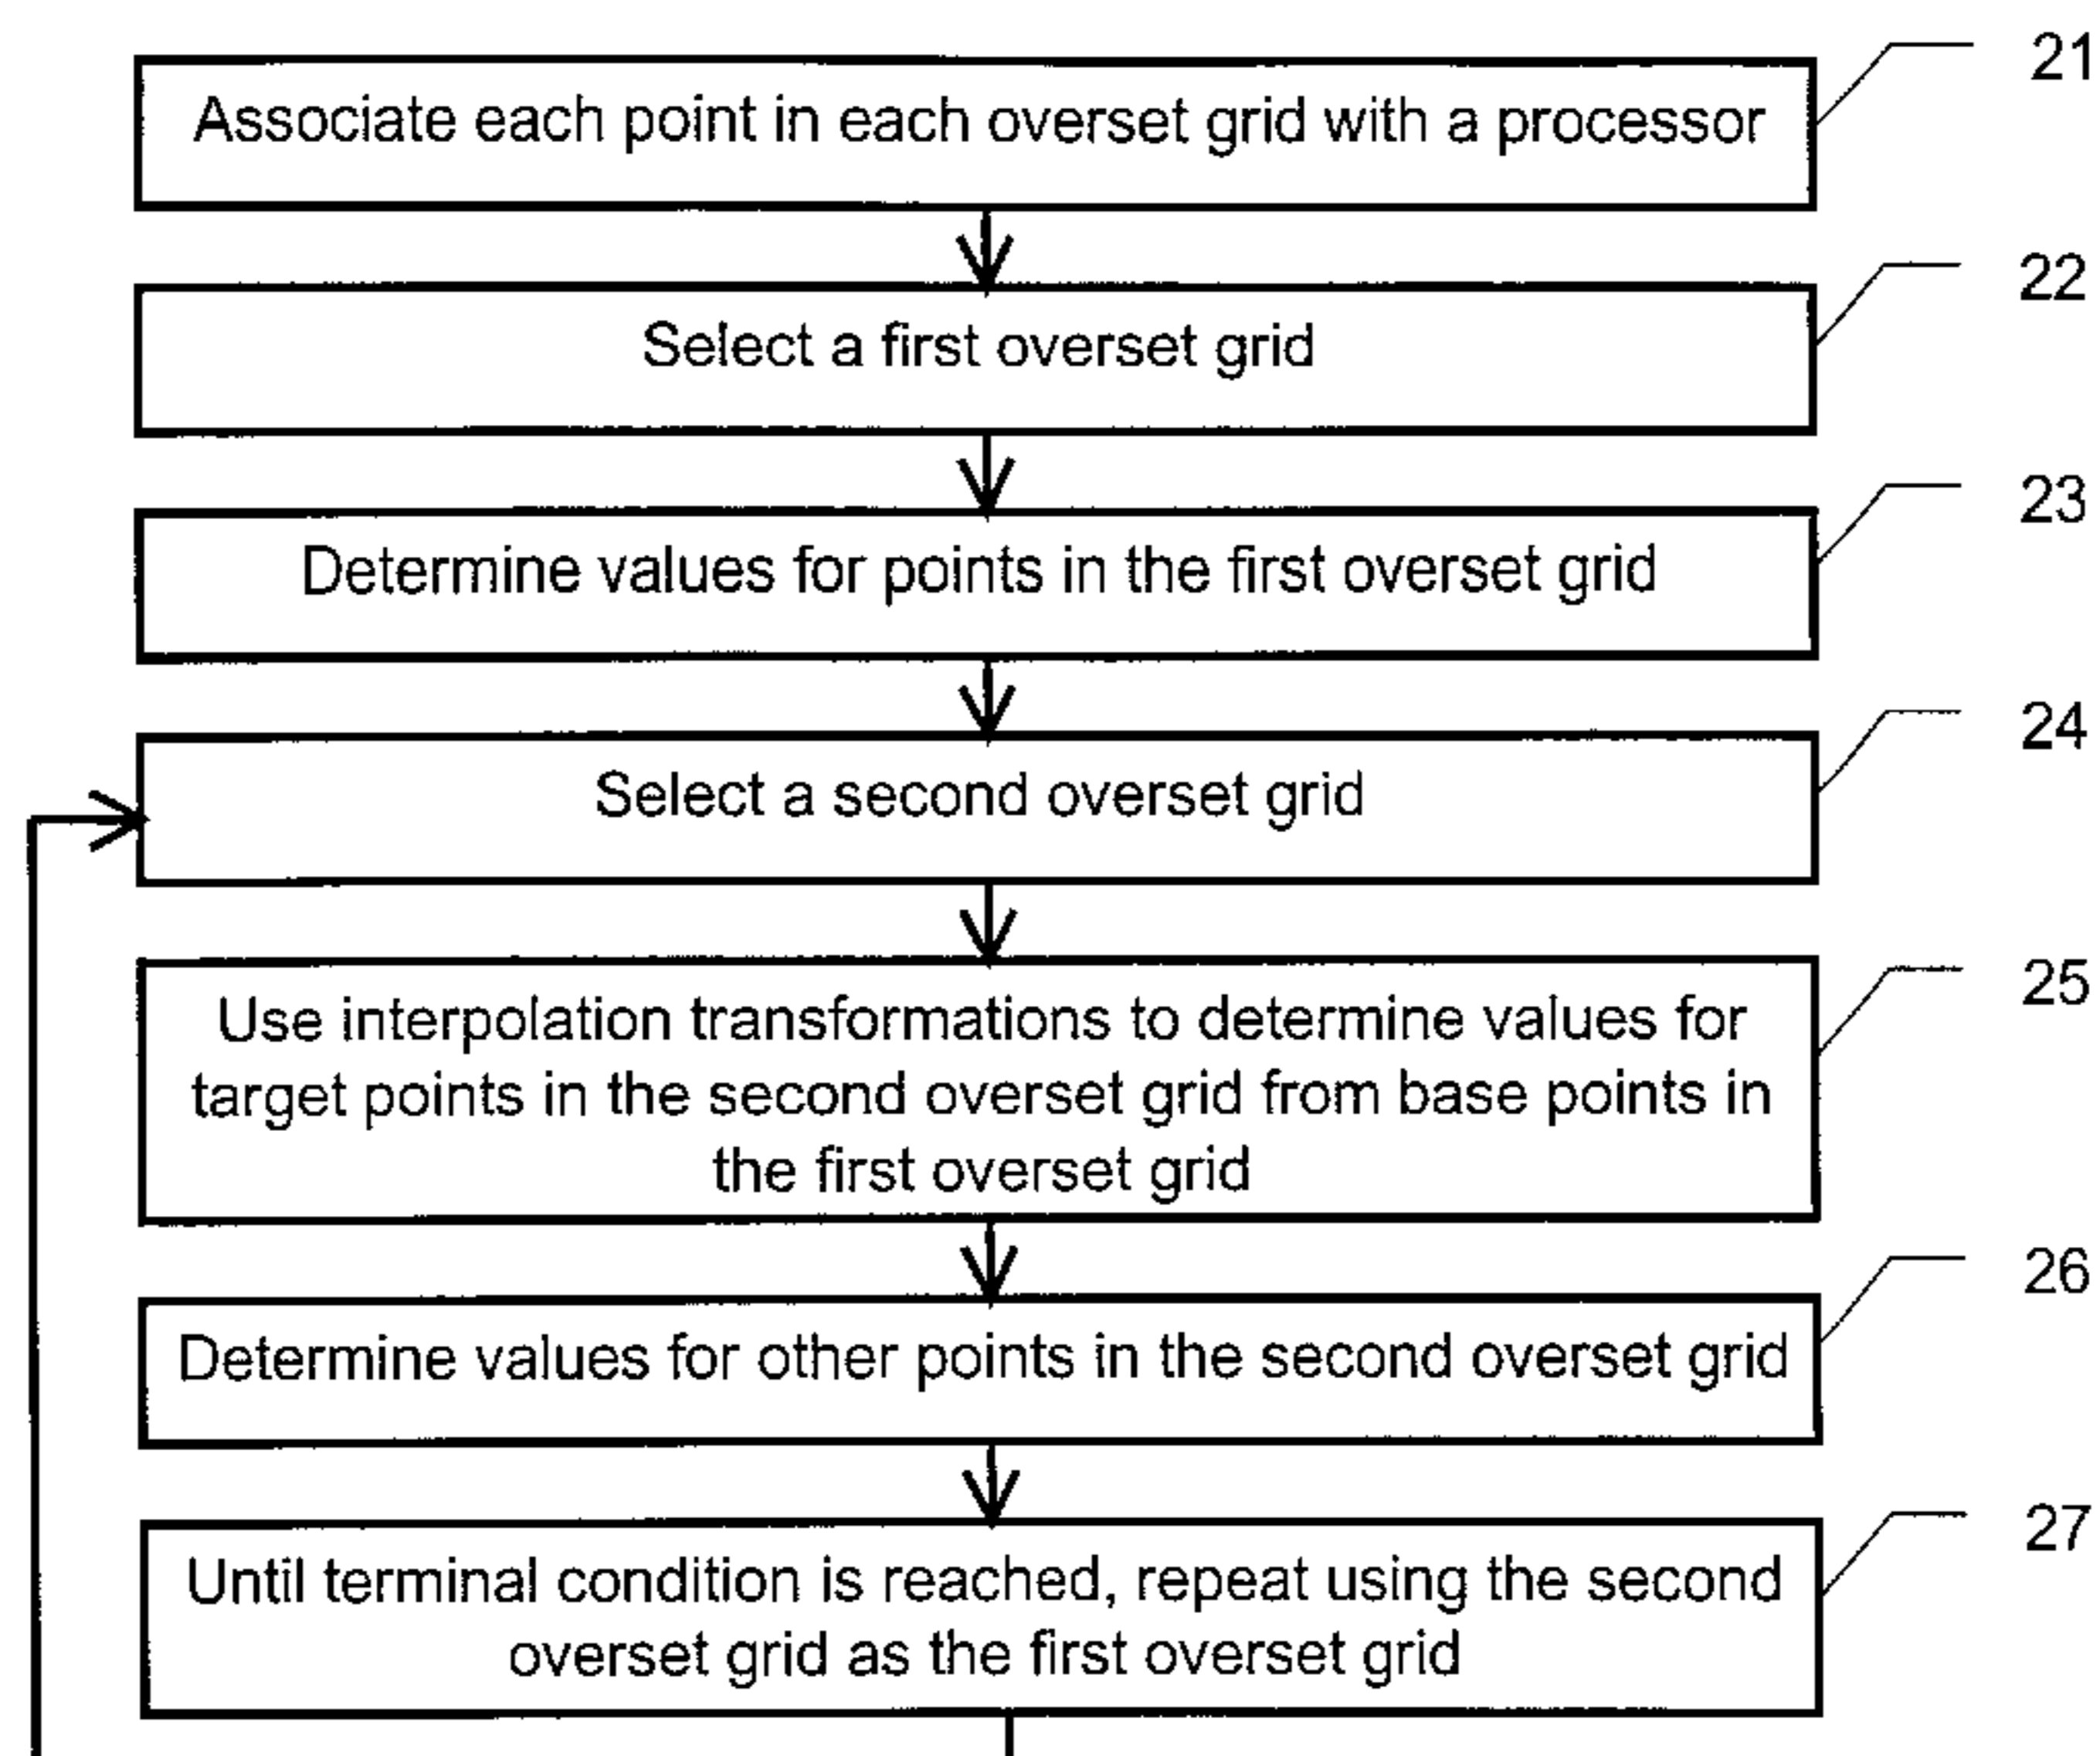 Associate each point in each overset grid with a processor
21
Select a first overset grid
22
Determine values for points in the first overset grid
23
Select a second overset grid
24
Use interpolation transformations to determine values for
target points in the second overset grid from base points in
the first overset grid
25
Determine values for other points in the second overset grid
26
Until terminal condition is reached, repeat using the second
overset grid as the first overset grid
27